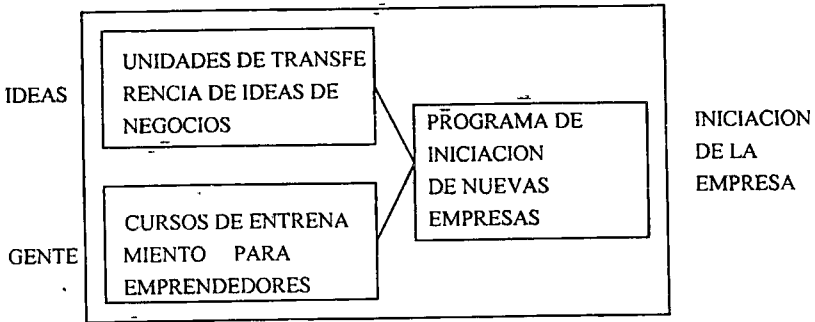 IDEAS
UNIDADES DE TRANSFE
RENCIA DE IDEAS DE
NEGOCIOS
GENTE
CURSOS DE ENTRENA
MIENTO PARA
EMPRENDEDORES
PROGRAMA DE
INICIACION
DE NUEVAS
EMPRESAS
INICIACION
DE LA
EMPRESA